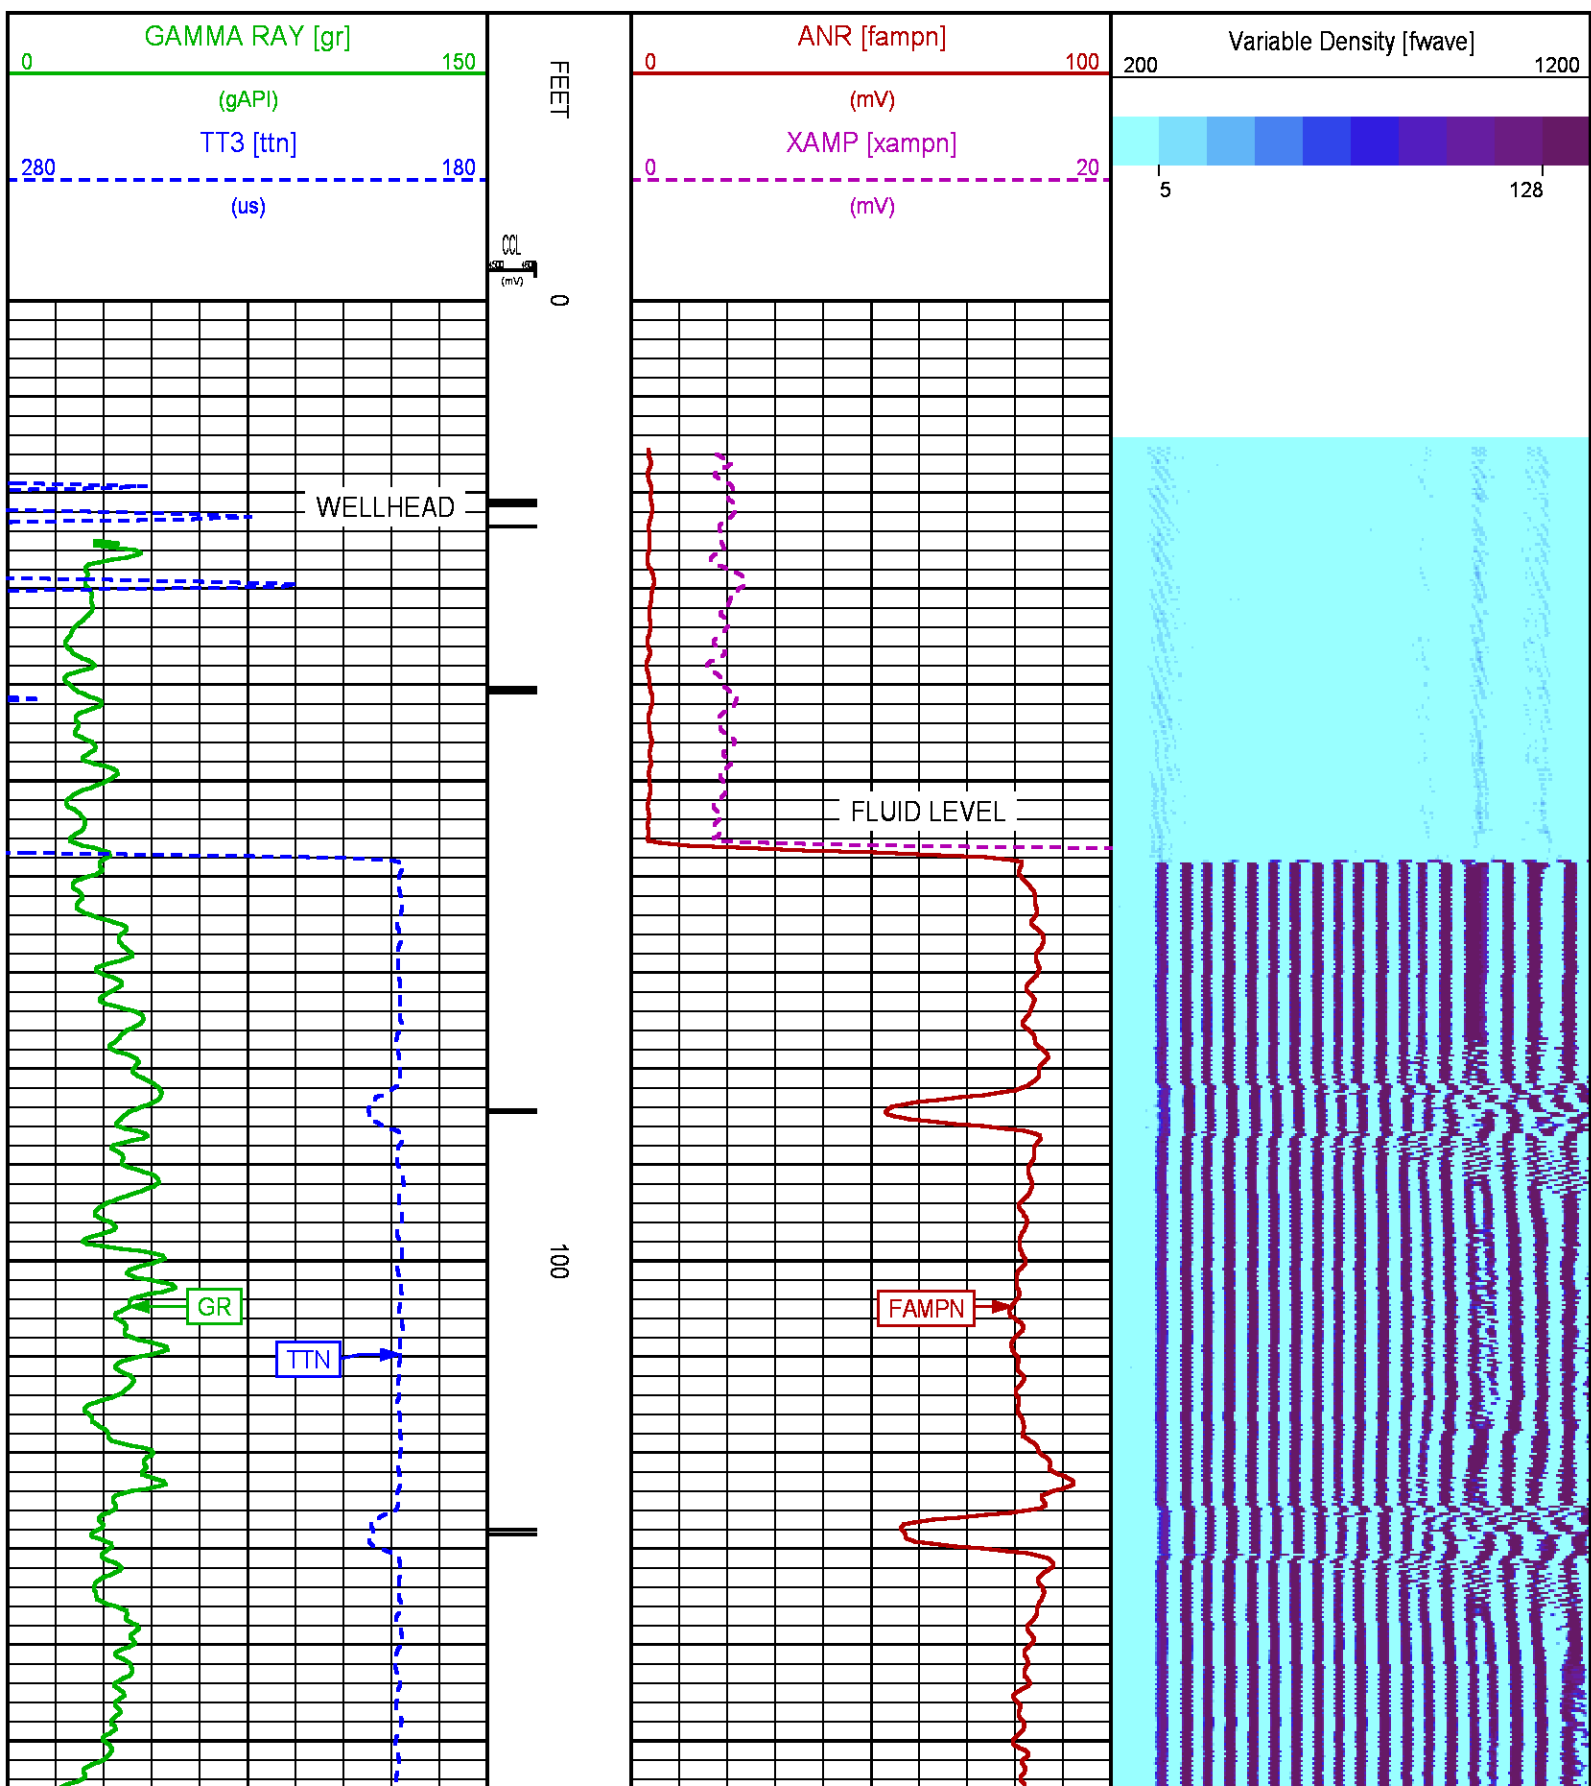 GAMMA RAY [gr]
0 150
(gAPI)
TT3 [ttn]
280 180
(us)
FEET
CCL
(mV)
0
100
ANR [fampn]
0 100
(mV)
XAMP [xampn]
0 20
(mV)
Variable Density [fwave]
200 1200
5 128
WELLHEAD
FLUID LEVEL
GR
TTN
FAMPN